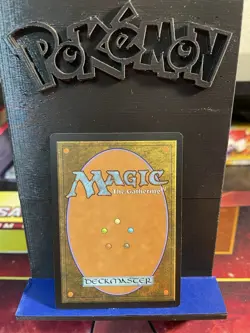 POKéMON
MAGIC
The Gathering
DECKMASTER